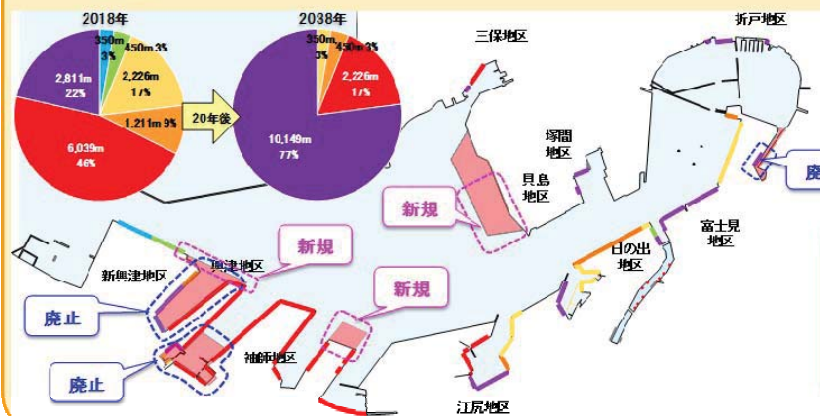 2018年
350m
3%
450m 3%
2,226m
17%
1,211m 9%
6,039m
46%
2,811m
22%
20年後
2038年
350m
3%
450m 3%
2,226m
17%
10,149m
77%
三保地区
折戸地区
塚間
地区
貝島
地区
新規
廃
富士見
地区
日の出
地区
新興津地区
興津地区
新規
新規
廃止
廃止
袖師地区
江尻地区